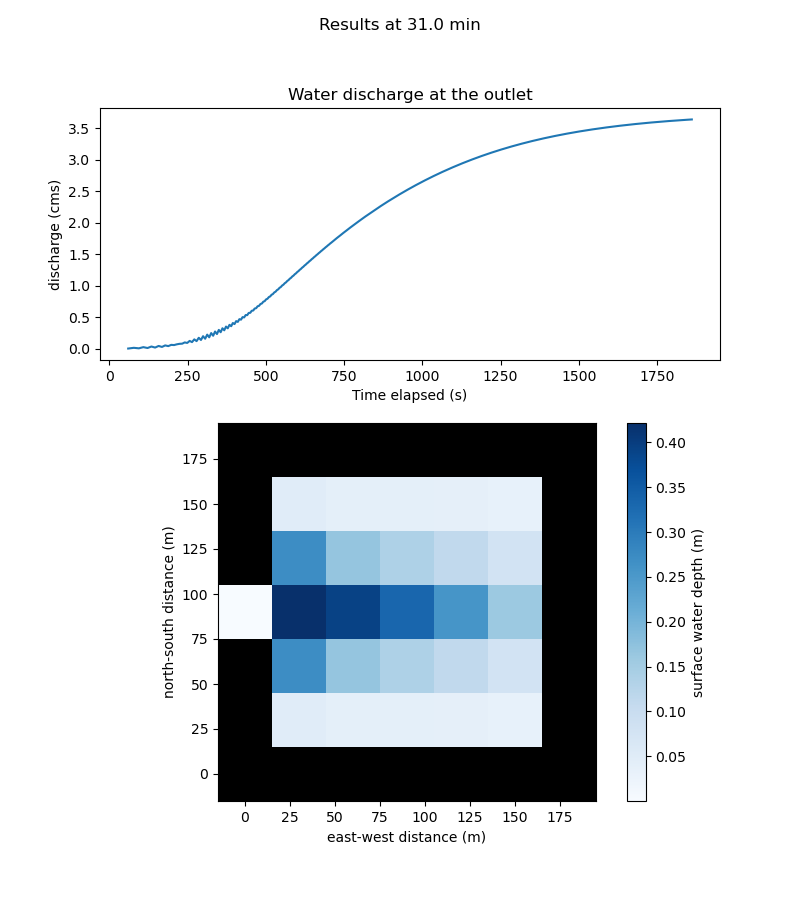 Results at 31.0 min
Water discharge at the outlet
discharge (cms)
3.5
3.0
2.5
2.0
1.5
1.0
0.5
0.0
0 250 500 750 1000 1250 1500 1750
Time elapsed (s)
north-south distance (m)
175
150
125
100
75
50
25
0
0 25 50 75 100 125 150 175
east-west distance (m)
0.40
0.35
0.30
0.25
0.20
0.15
0.10
0.05
surface water depth (m)